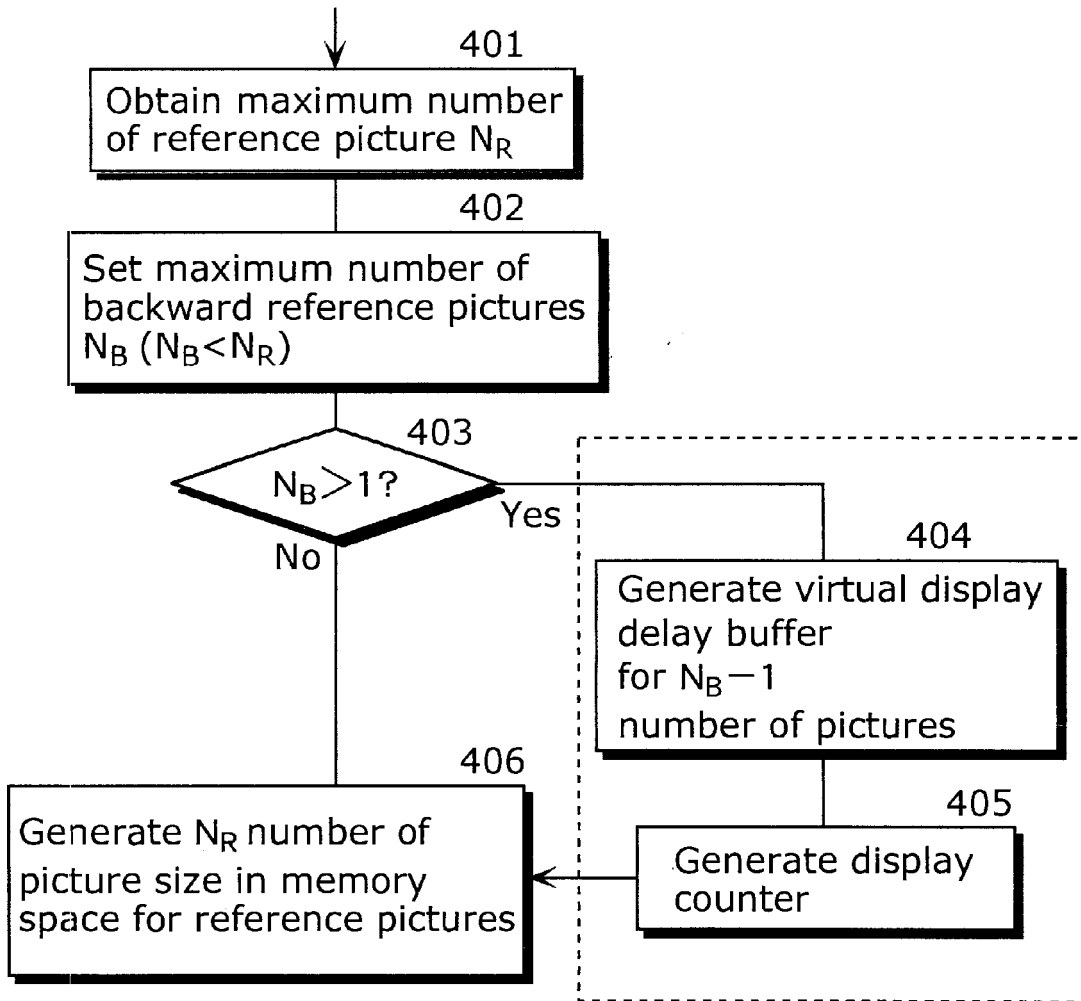 401
Obtain maximum number
of reference picture N_R
402
Set maximum number of
backward reference pictures
N_B (N_B<N_R)
403
N_B>1?
Yes
No
404
Generate virtual display
delay buffer
for N_B−1
number of pictures
405
Generate display
counter
406
Generate N_R number of
picture size in memory
space for reference pictures